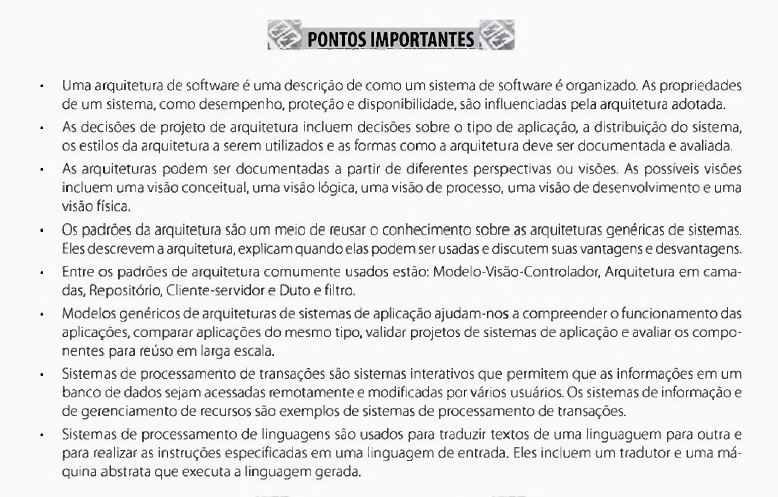 PONTOS IMPORTANTES
• Uma arquitetura de software é uma descrição de como um sistema de software é organizado. As propriedades
de um sistema, como desempenho, proteção e disponibilidade, são influenciadas pela arquitetura adotada.
• As decisões de projeto de arquitetura incluem decisões sobre o tipo de aplicação, a distribuição do sistema,
os estilos da arquitetura a serem utilizados e as formas como a arquitetura deve ser documentada e avaliada.
• As arquiteturas podem ser documentadas a partir de diferentes perspectivas ou visões. As possíveis visões
incluem uma visão conceitual, uma visão lógica, uma visão de processo, uma visão de desenvolvimento e uma
visão física.
• Os padrões da arquitetura são um meio de reusar o conhecimento sobre as arquiteturas genéricas de sistemas.
Eles descrevem a arquitetura, explicam quando elas podem ser usadas e discutem suas vantagens e desvantagens.
• Entre os padrões de arquitetura comumente usados estão: Modelo-Visão-Controlador, Arquitetura em cama-
das, Repositório, Cliente-servidor e Duto e filtro.
• Modelos genéricos de arquiteturas de sistemas de aplicação ajudam-nos a compreender o funcionamento das
aplicações, comparar aplicações do mesmo tipo, validar projetos de sistemas de aplicação e avaliar os compo-
nentes para reúso em larga escala.
• Sistemas de processamento de transações são sistemas interativos que permitem que as informações em um
banco de dados sejam acessadas remotamente e modificadas por vários usuários. Os sistemas de informação e
de gerenciamento de recursos são exemplos de sistemas de processamento de transações.
• Sistemas de processamento de linguagens são usados para traduzir textos de uma linguaguem para outra e
para realizar as instruções especificadas em uma linguagem de entrada. Eles incluem um tradutor e uma má-
quina abstrata que executa a linguagem gerada.